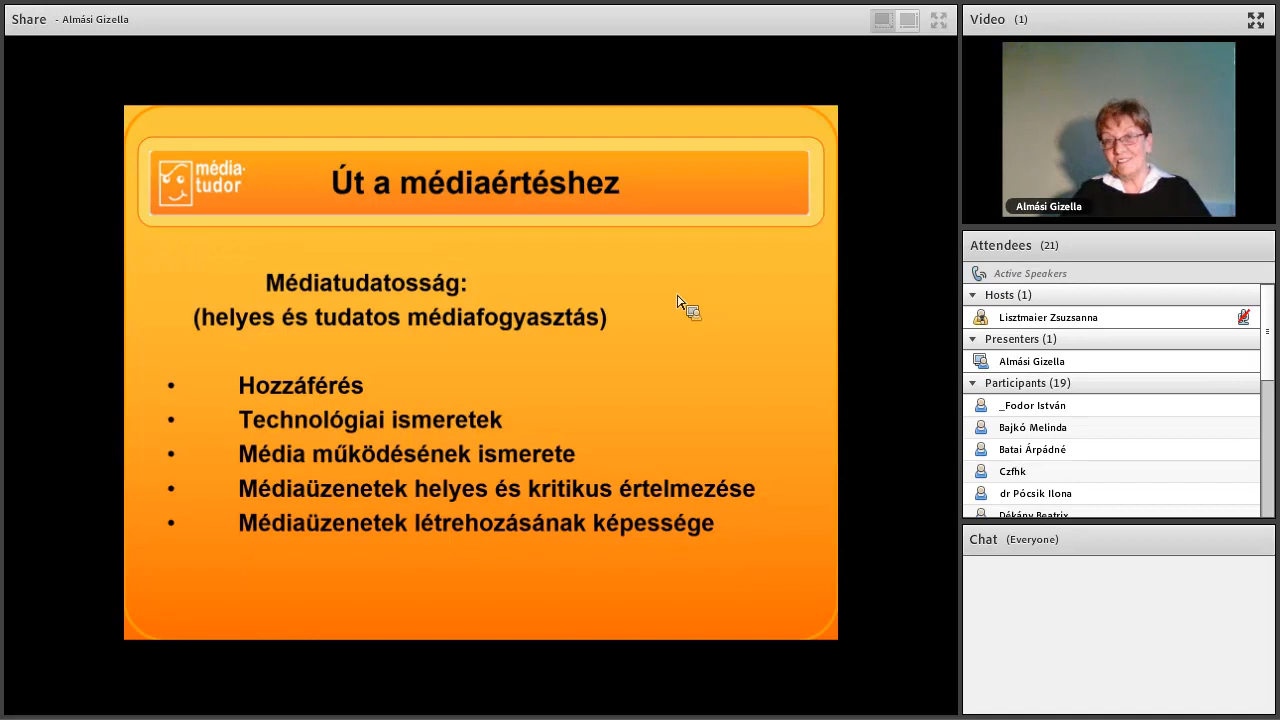 Share - Almási Gizella
média-
tudor
Út a médiaértéshez
Médiatudatosság:
(helyes és tudatos médiafogyasztás)
• Hozzáférés
• Technológiai ismeretek
• Média működésének ismerete
• Médiaüzenetek helyes és kritikus értelmezése
• Médiaüzenetek létrehozásának képessége
Video (1)
Almási Gizella
Attendees (21)
Active Speakers
Hosts (1)
Lisztmaier Zsuzsanna
Presenters (1)
Almási Gizella
Participants (19)
_Fodor István
Bajkó Melinda
Batai Árpádné
Czfhk
dr Pócsik Ilona
Dékány Beatrix
Chat (Everyone)